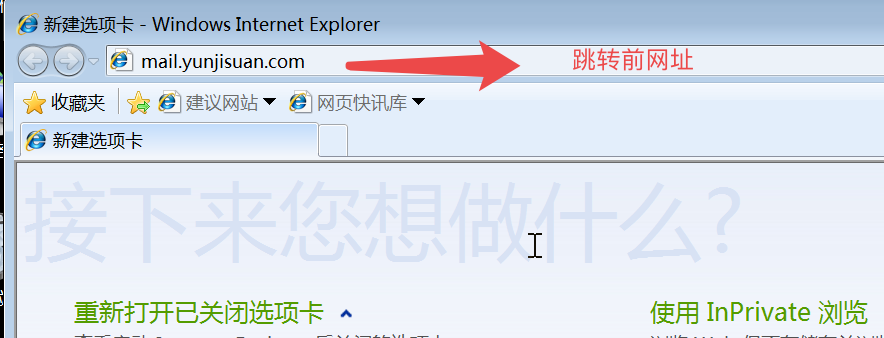 新建选项卡 - Windows Internet Explorer
mail.yunjisuan.com 跳转前网址
收藏夹 建议网站 网页快讯库
新建选项卡
接下来您想做什么?
重新打开已关闭选项卡 使用 InPrivate 浏览